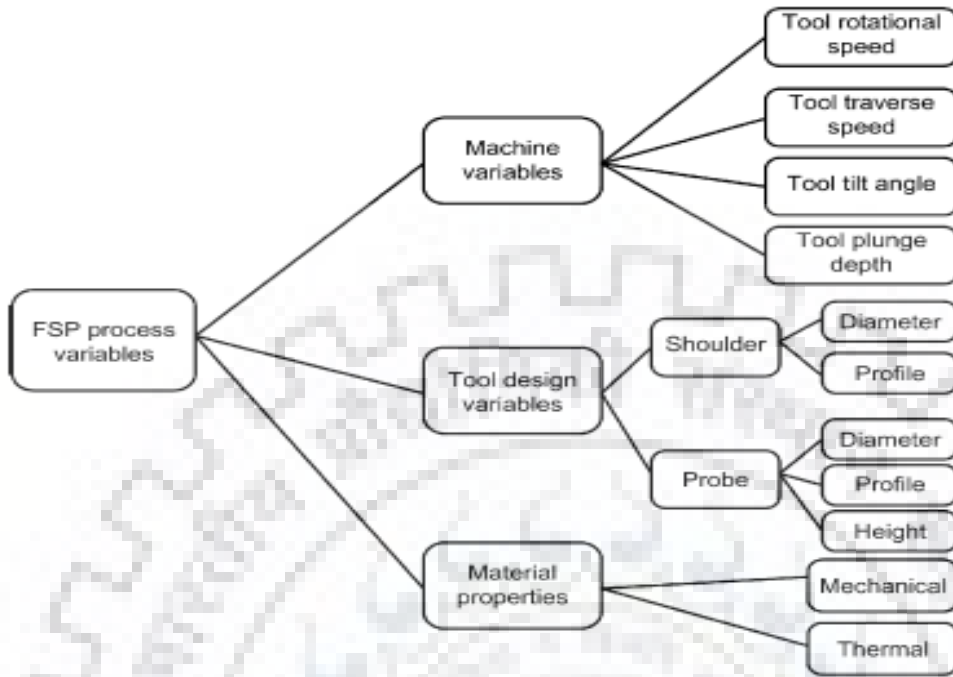 Tool rotational
speed
Tool traverse
speed
Machine
variables
Tool tilt angle
Tool plunge
depth
FSP process
variables
Diameter
Shoulder
Profile
Tool design
variables
Diameter
Probe
Profile
Height
Material
properties
Mechanical
Thermal